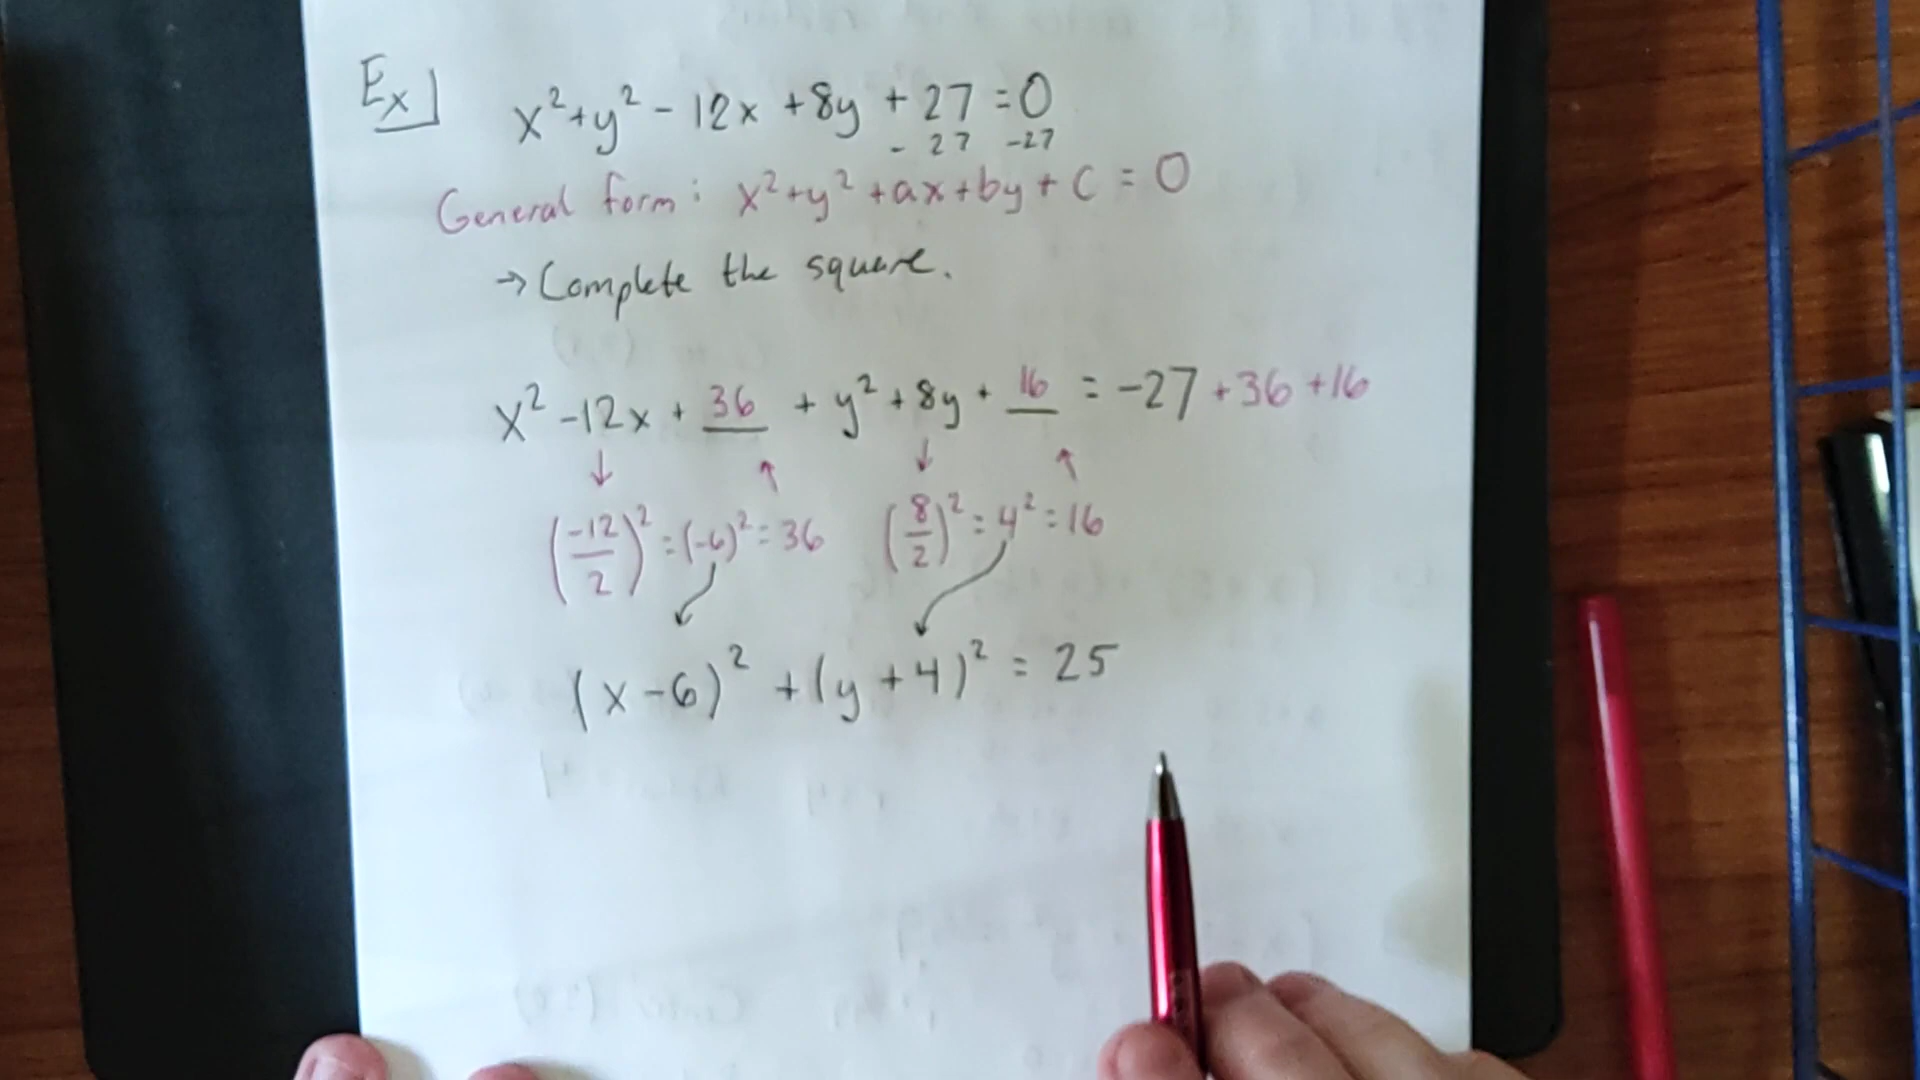 Ex] x²+y² - 12x + 8y + 27 = 0
- 27 -27
General form: x²+y² + ax + by + C = 0
→ Complete the square.
x² - 12x + 36 + y² + 8y + 16 = -27 + 36 + 16
↓ ↑ ↓ ↑
(-12/2)² = (-6)² = 36 (8/2)² = 4² = 16
(x - 6)² + (y + 4)² = 25